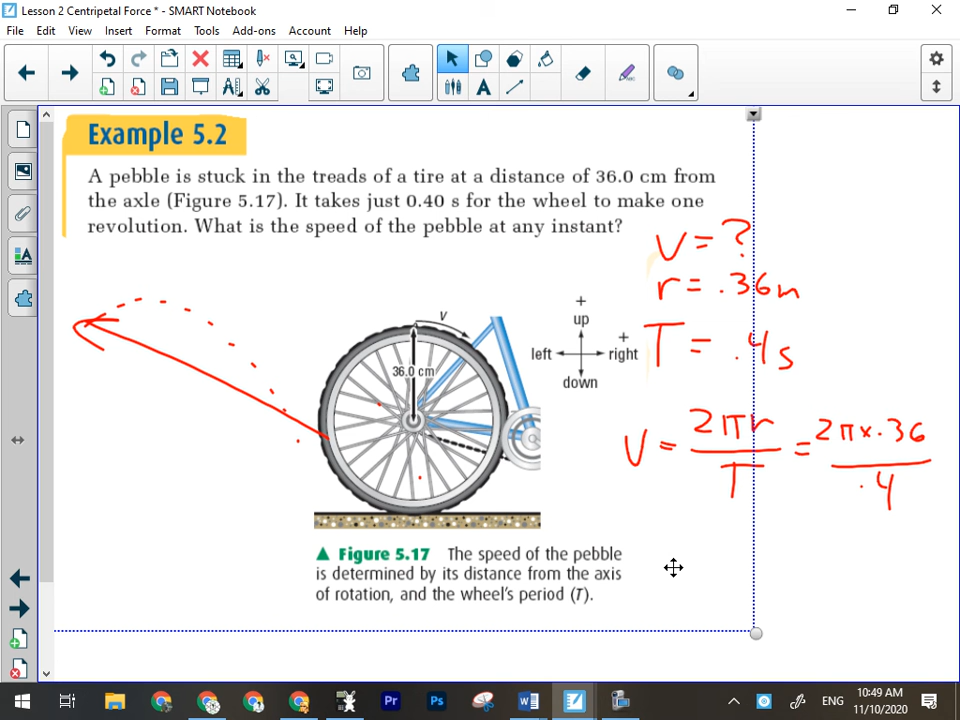 Lesson 2 Centripetal Force * - SMART Notebook
File Edit View Insert Format Tools Add-ons Account Help
Example 5.2
A pebble is stuck in the treads of a tire at a distance of 36.0 cm from
the axle (Figure 5.17). It takes just 0.40 s for the wheel to make one
revolution. What is the speed of the pebble at any instant?
v = ?
r = .36m
T = .4s
v
36.0 cm
+
up
+
left
right
down
V = 2πr / T = 2π x .36 / .4
▲ Figure 5.17 The speed of the pebble
is determined by its distance from the axis
of rotation, and the wheel's period (T).
A
A
Pr
Ps
W
ENG
10:49 AM
11/10/2020